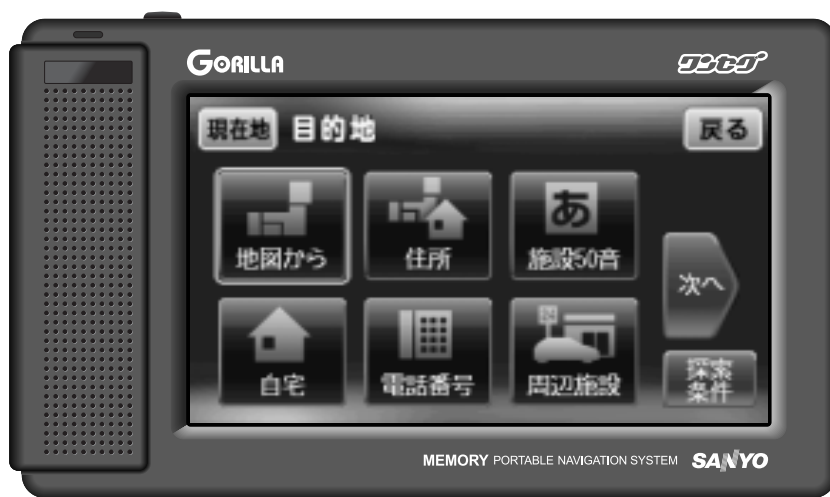 GORILLA
ワンセグ
現在地 目的地 戻る
地図から 住所 施設50音
次へ
自宅 電話番号 周辺施設
探索条件
MEMORY PORTABLE NAVIGATION SYSTEM SANYO